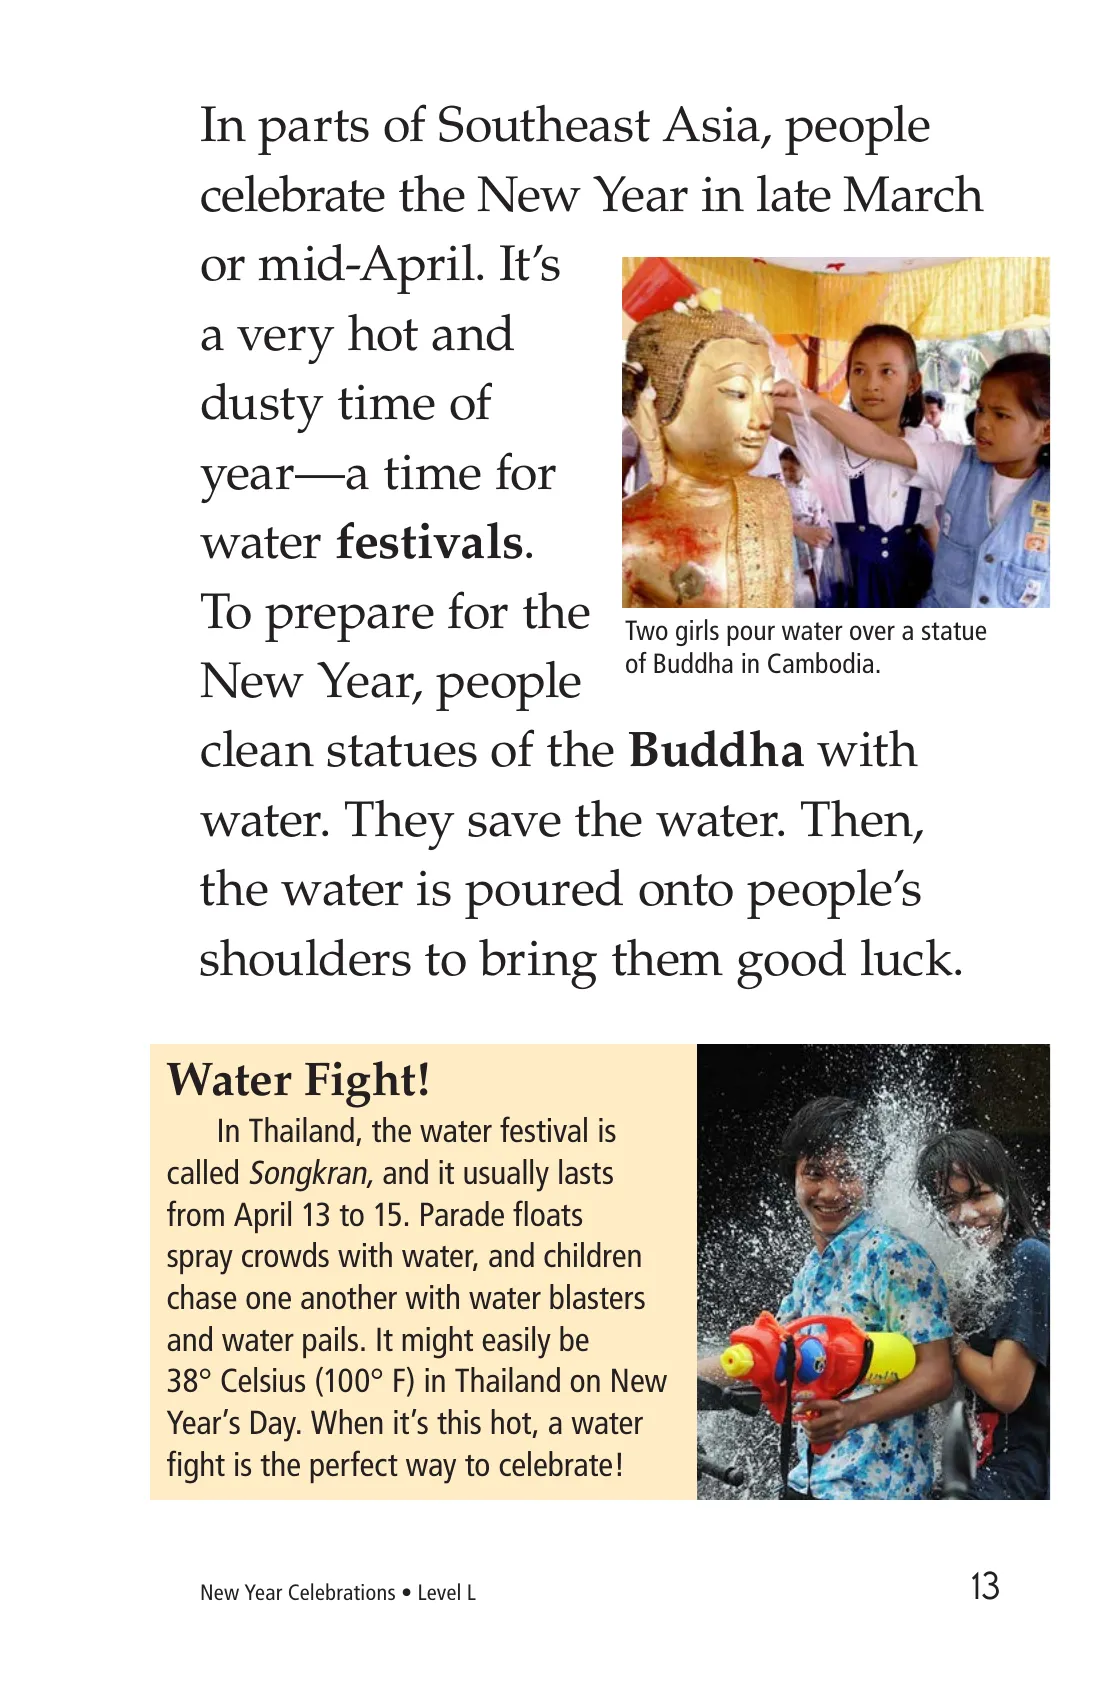 In parts of Southeast Asia, people
celebrate the New Year in late March
or mid-April. It’s
a very hot and
dusty time of
year—a time for
water festivals.
To prepare for the
New Year, people
clean statues of the Buddha with
water. They save the water. Then,
the water is poured onto people’s
shoulders to bring them good luck.
Two girls pour water over a statue
of Buddha in Cambodia.
Water Fight!
In Thailand, the water festival is
called Songkran, and it usually lasts
from April 13 to 15. Parade floats
spray crowds with water, and children
chase one another with water blasters
and water pails. It might easily be
38° Celsius (100° F) in Thailand on New
Year’s Day. When it’s this hot, a water
fight is the perfect way to celebrate!
New Year Celebrations • Level L
13